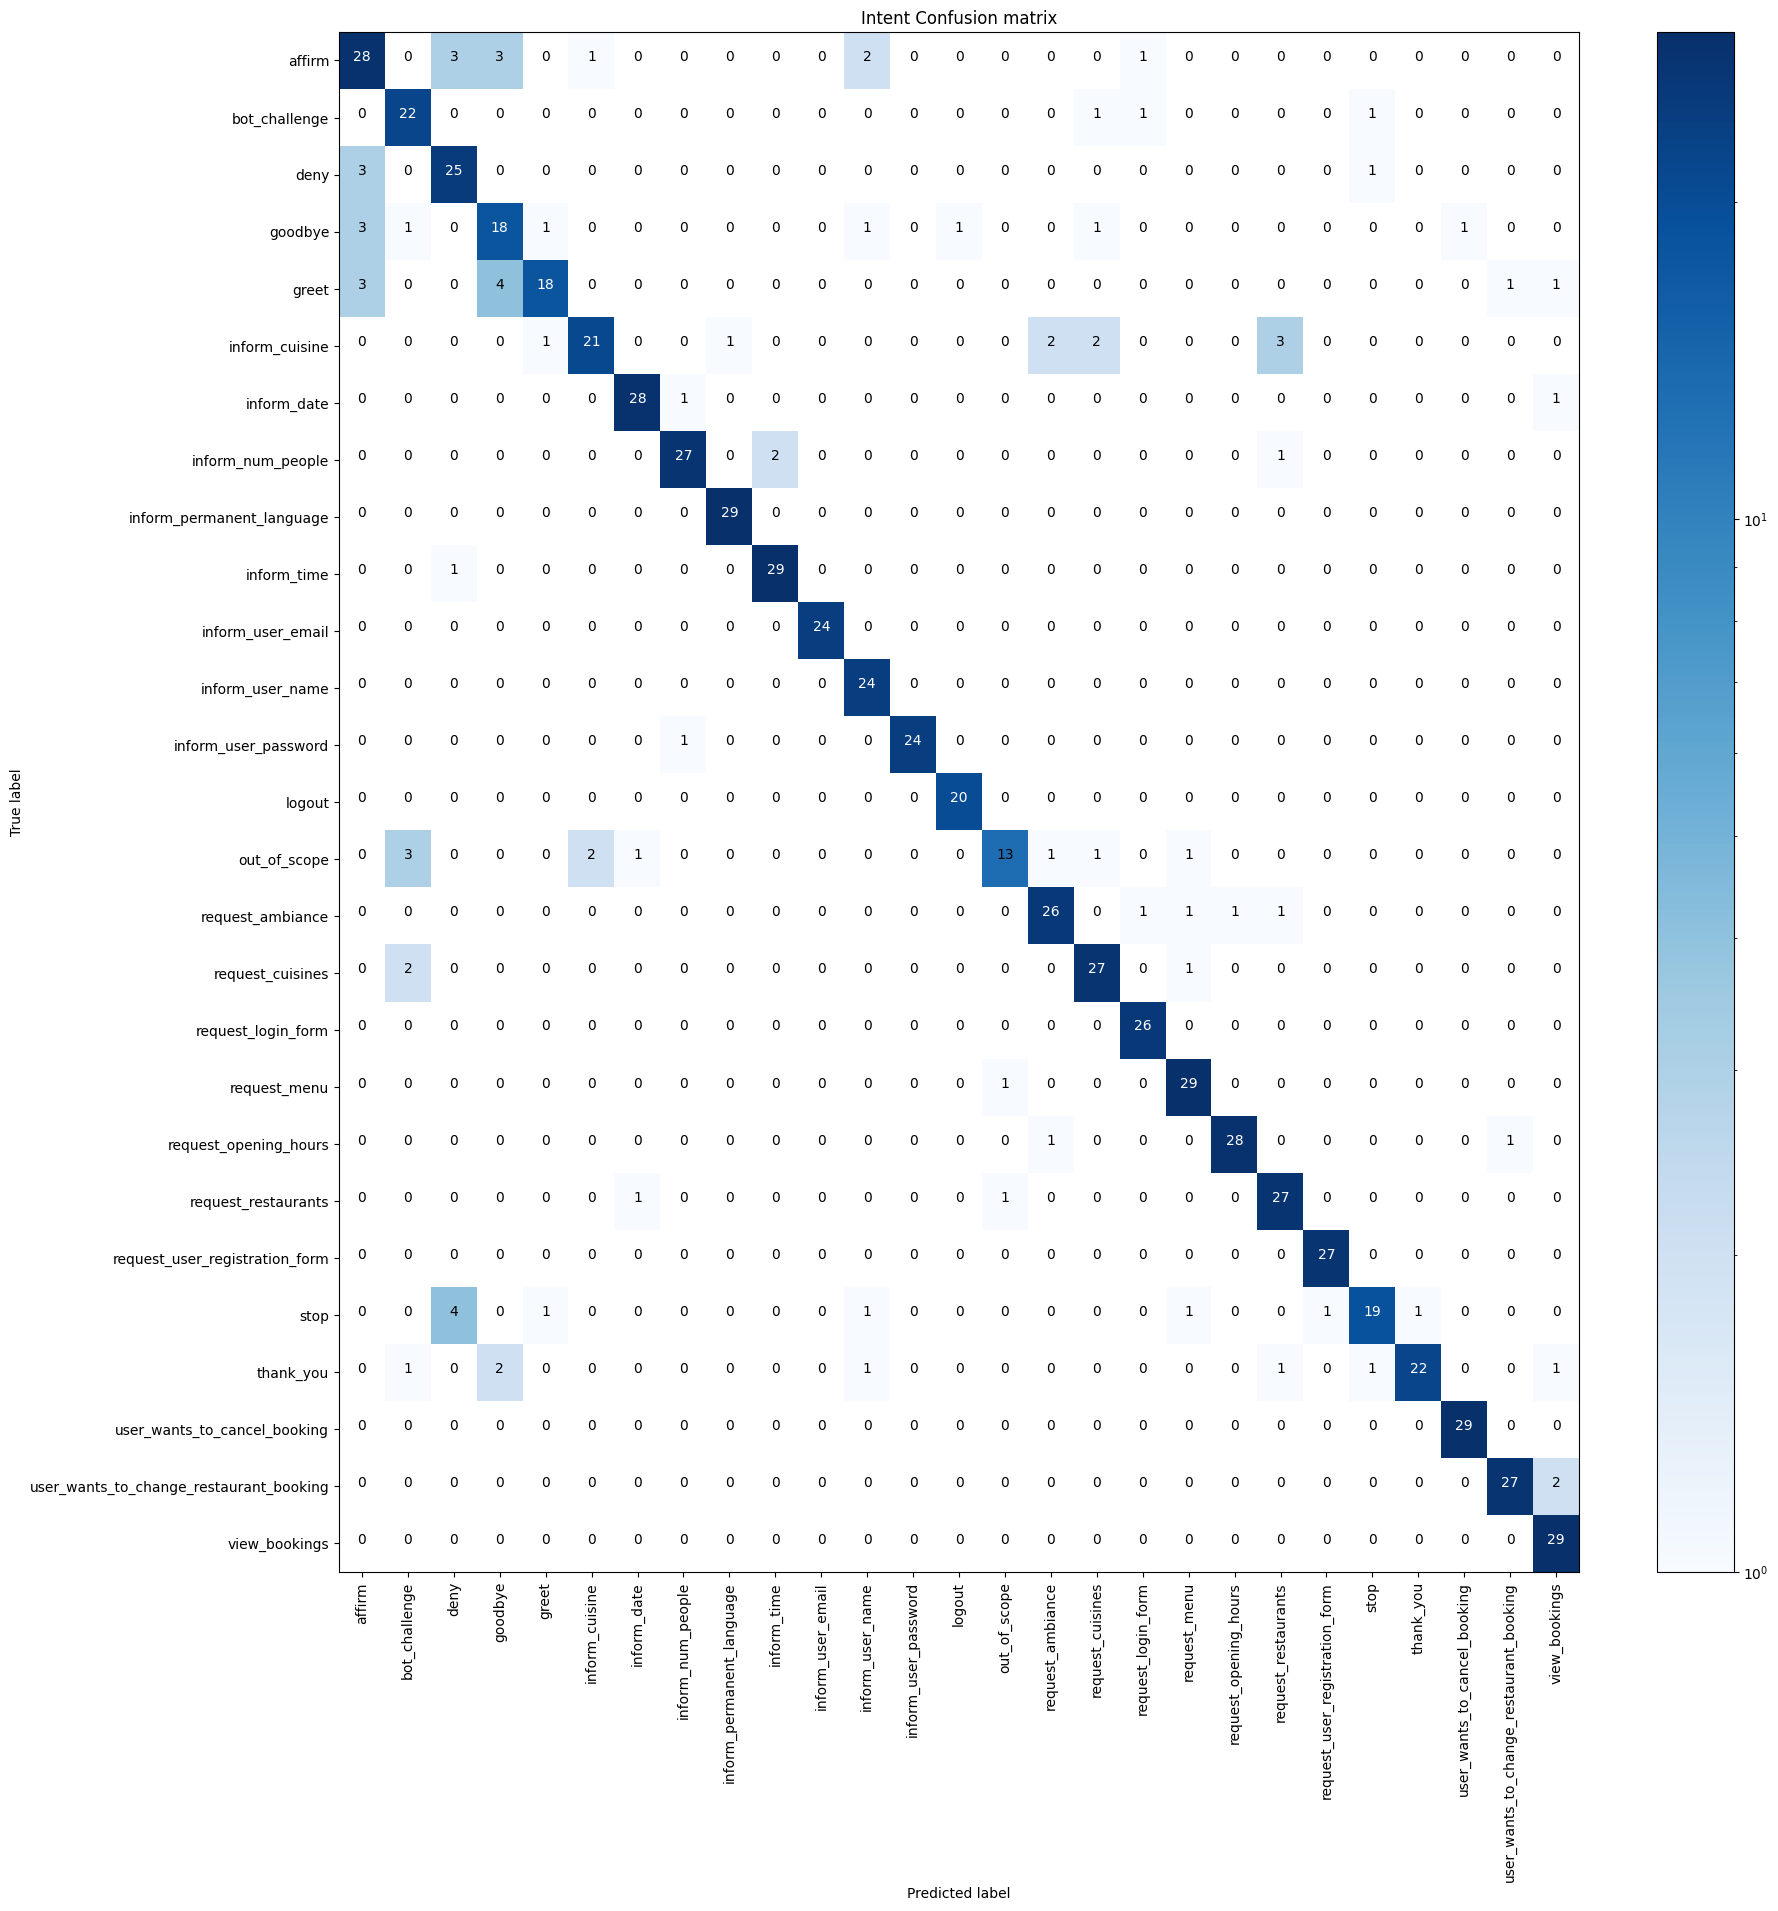 Intent Confusion matrix
affirm 28 0 3 3 0 1 0 0 0 0 0 2 0 0 0 0 0 1 0 0 0 0 0 0 0 0 0
bot_challenge 0 22 0 0 0 0 0 0 0 0 0 0 0 0 0 0 1 1 0 0 0 0 1 0 0 0 0
deny 3 0 25 0 0 0 0 0 0 0 0 0 0 0 0 0 0 0 0 0 0 0 1 0 0 0 0
goodbye 3 1 0 18 1 0 0 0 0 0 0 1 0 1 0 0 1 0 0 0 0 0 0 0 1 0 0
greet 3 0 0 4 18 0 0 0 0 0 0 0 0 0 0 0 0 0 0 0 0 0 0 0 0 1 1
inform_cuisine 0 0 0 0 1 21 0 0 1 0 0 0 0 0 0 2 2 0 0 0 3 0 0 0 0 0 0
inform_date 0 0 0 0 0 0 28 1 0 0 0 0 0 0 0 0 0 0 0 0 0 0 0 0 0 0 1
inform_num_people 0 0 0 0 0 0 0 27 0 2 0 0 0 0 0 0 0 0 0 0 1 0 0 0 0 0 0
inform_permanent_language 0 0 0 0 0 0 0 0 29 0 0 0 0 0 0 0 0 0 0 0 0 0 0 0 0 0 0
inform_time 0 0 1 0 0 0 0 0 0 29 0 0 0 0 0 0 0 0 0 0 0 0 0 0 0 0 0
inform_user_email 0 0 0 0 0 0 0 0 0 0 24 0 0 0 0 0 0 0 0 0 0 0 0 0 0 0 0
inform_user_name 0 0 0 0 0 0 0 0 0 0 0 24 0 0 0 0 0 0 0 0 0 0 0 0 0 0 0
inform_user_password 0 0 0 0 0 0 0 1 0 0 0 0 24 0 0 0 0 0 0 0 0 0 0 0 0 0 0
logout 0 0 0 0 0 0 0 0 0 0 0 0 0 20 0 0 0 0 0 0 0 0 0 0 0 0 0
out_of_scope 0 3 0 0 0 2 1 0 0 0 0 0 0 0 13 1 1 0 1 0 0 0 0 0 0 0 0
request_ambiance 0 0 0 0 0 0 0 0 0 0 0 0 0 0 0 26 0 1 1 1 1 0 0 0 0 0 0
request_cuisines 0 2 0 0 0 0 0 0 0 0 0 0 0 0 0 0 27 0 1 0 0 0 0 0 0 0 0
request_login_form 0 0 0 0 0 0 0 0 0 0 0 0 0 0 0 0 0 26 0 0 0 0 0 0 0 0 0
request_menu 0 0 0 0 0 0 0 0 0 0 0 0 0 0 1 0 0 0 29 0 0 0 0 0 0 0 0
request_opening_hours 0 0 0 0 0 0 0 0 0 0 0 0 0 0 0 1 0 0 0 28 0 0 0 0 0 1 0
request_restaurants 0 0 0 0 0 0 1 0 0 0 0 0 0 0 1 0 0 0 0 0 27 0 0 0 0 0 0
request_user_registration_form 0 0 0 0 0 0 0 0 0 0 0 0 0 0 0 0 0 0 0 0 0 27 0 0 0 0 0
stop 0 0 4 0 1 0 0 0 0 0 0 1 0 0 0 0 0 0 1 0 0 1 19 1 0 0 0
thank_you 0 1 0 2 0 0 0 0 0 0 0 1 0 0 0 0 0 0 0 0 1 0 1 22 0 0 1
user_wants_to_cancel_booking 0 0 0 0 0 0 0 0 0 0 0 0 0 0 0 0 0 0 0 0 0 0 0 0 29 0 0
user_wants_to_change_restaurant_booking 0 0 0 0 0 0 0 0 0 0 0 0 0 0 0 0 0 0 0 0 0 0 0 0 0 27 2
view_bookings 0 0 0 0 0 0 0 0 0 0 0 0 0 0 0 0 0 0 0 0 0 0 0 0 0 0 29
True label
affirm
bot_challenge
deny
goodbye
greet
inform_cuisine
inform_date
inform_num_people
inform_permanent_language
inform_time
inform_user_email
inform_user_name
inform_user_password
logout
out_of_scope
request_ambiance
request_cuisines
request_login_form
request_menu
request_opening_hours
request_restaurants
request_user_registration_form
stop
thank_you
user_wants_to_cancel_booking
user_wants_to_change_restaurant_booking
view_bookings
Predicted label
10¹
10⁰